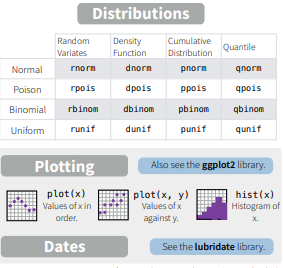 Distributions
Random Variates Density Function Cumulative Distribution Quantile
Normal rnorm dnorm pnorm qnorm
Poison rpois dpois ppois qpois
Binomial rbinom dbinom pbinom qbinom
Uniform runif dunif punif qunif
Plotting
Also see the ggplot2 library.
plot(x)
Values of x in
order.
plot(x, y)
Values of x
against y.
hist(x)
Histogram of
x.
Dates
See the lubridate library.